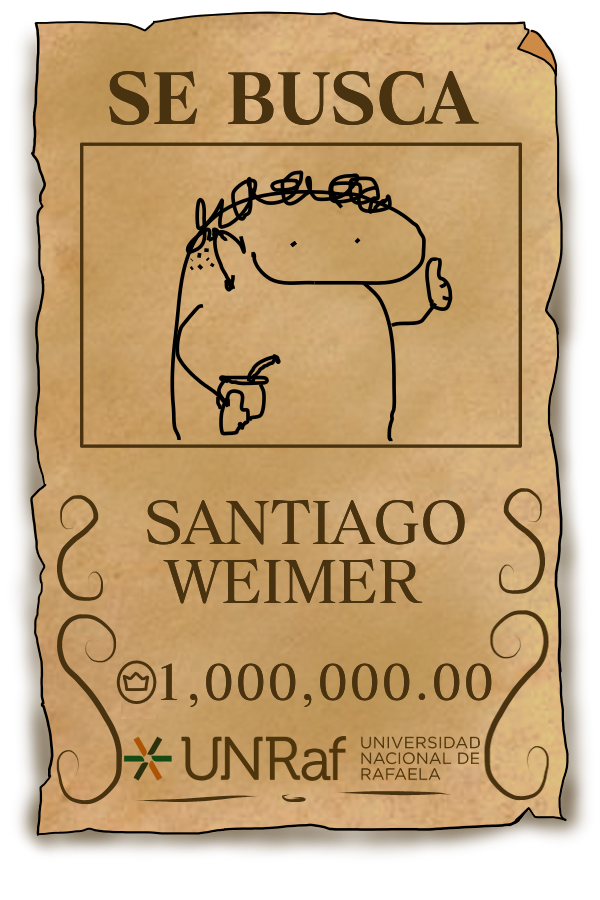 SE BUSCA
SANTIAGO
WEIMER
1,000,000.00
UNRaf
UNIVERSIDAD
NACIONAL DE
RAFAELA